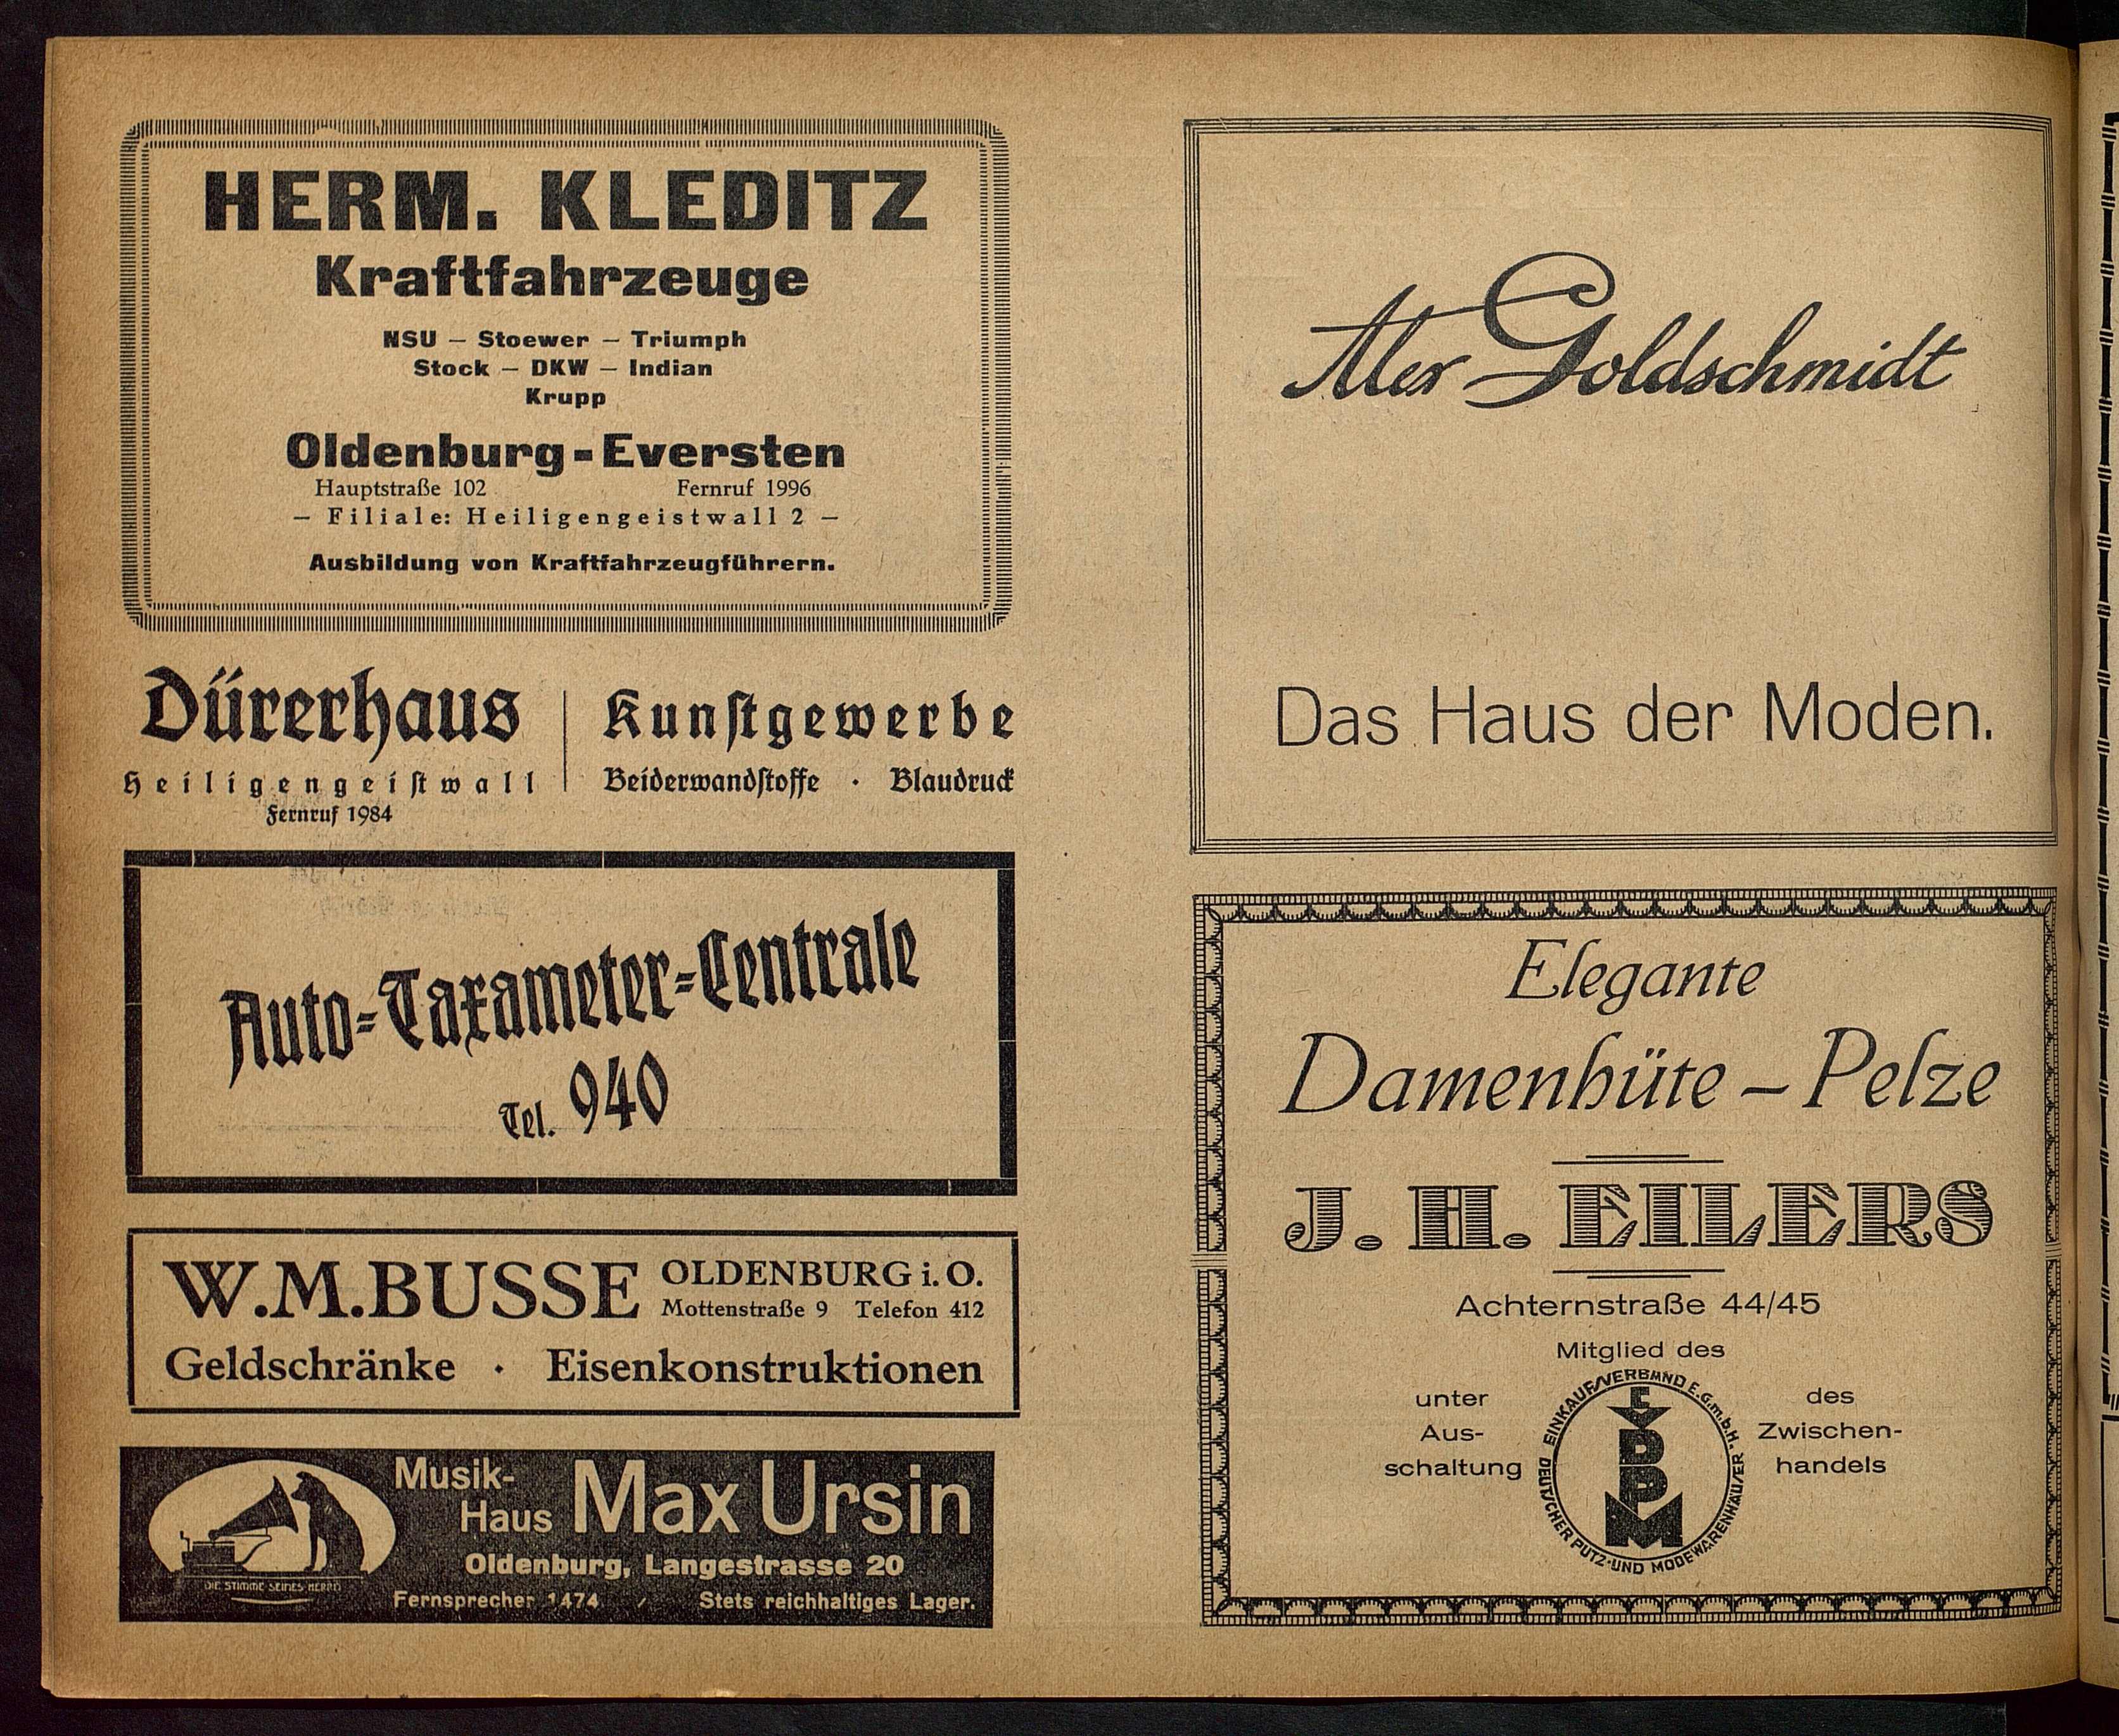 HERM. KLEDITZ
Kraftfahrzeuge
NSU – Stoewer – Triumph
Stock – DKW – Indian
Krupp
Oldenburg-Eversten
Hauptstraße 102 Fernruf 1996
– Filiale: Heiligengeistwall 2 –
Ausbildung von Kraftfahrzeugführern.
Dürerhaus
Heiligengeistwall
Fernruf 1984
Kunstgewerbe
Beiderwandstoffe · Blaudruck
Auto-Taxameter-Centrale
Tel. 940
W.M.BUSSE
OLDENBURG i. O.
Mottenstraße 9 Telefon 412
Geldschränke · Eisenkonstruktionen
DIE STIMME SEINES HERRN
Musik-
Haus Max Ursin
Oldenburg, Langestrasse 20
Fernsprecher 1474 / Stets reichhaltiges Lager.
Alex Goldschmidt
Das Haus der Moden.
Elegante
Damenhüte – Pelze
J. H. EILERS
Achternstraße 44/45
Mitglied des
unter
Aus-
schaltung
EINKAUFSVERBAND E.G.m.b.H.
DEUTSCHER PUTZ-UND MODEWARENHÄUSER
E
V
D
P
M
des
Zwischen-
handels